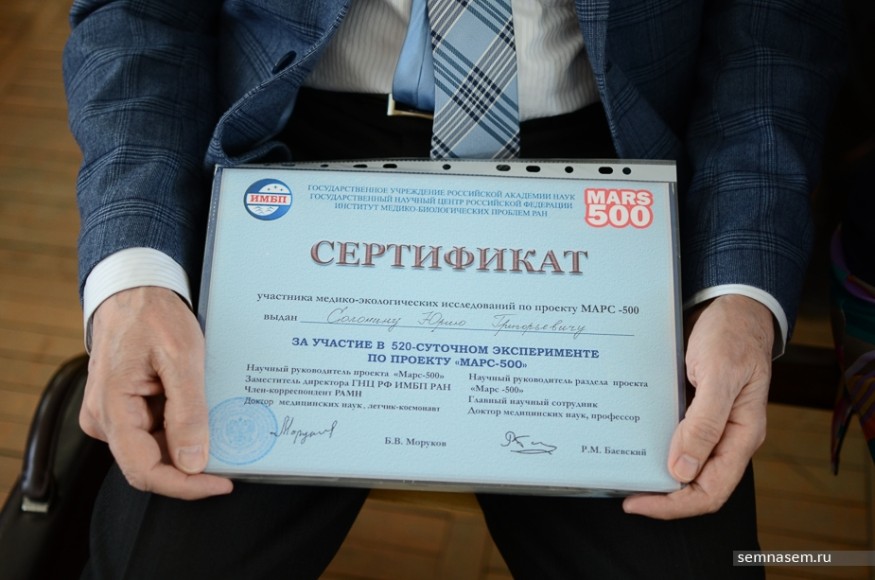 ИМБП
ГОСУДАРСТВЕННОЕ УЧРЕЖДЕНИЕ РОССИЙСКОЙ АКАДЕМИИ НАУК
ГОСУДАРСТВЕННЫЙ НАУЧНЫЙ ЦЕНТР РОССИЙСКОЙ ФЕДЕРАЦИИ
ИНСТИТУТ МЕДИКО-БИОЛОГИЧЕСКИХ ПРОБЛЕМ РАН
MARS
500
СЕРТИФИКАТ
участника медико-экологических исследований по проекту МАРС -500
выдан Солонину Юрию Григорьевичу
ЗА УЧАСТИЕ В 520-СУТОЧНОМ ЭКСПЕРИМЕНТЕ
ПО ПРОЕКТУ «МАРС-500»
Научный руководитель проекта «Марс-500»
Заместитель директора ГНЦ РФ ИМБП РАН
Член-корреспондент РАМН
Доктор медицинских наук, летчик-космонавт
Б.В. Моруков
Научный руководитель раздела проекта
«Марс -500»
Главный научный сотрудник
Доктор медицинских наук, профессор
Р.М. Баевский
semnasem.ru